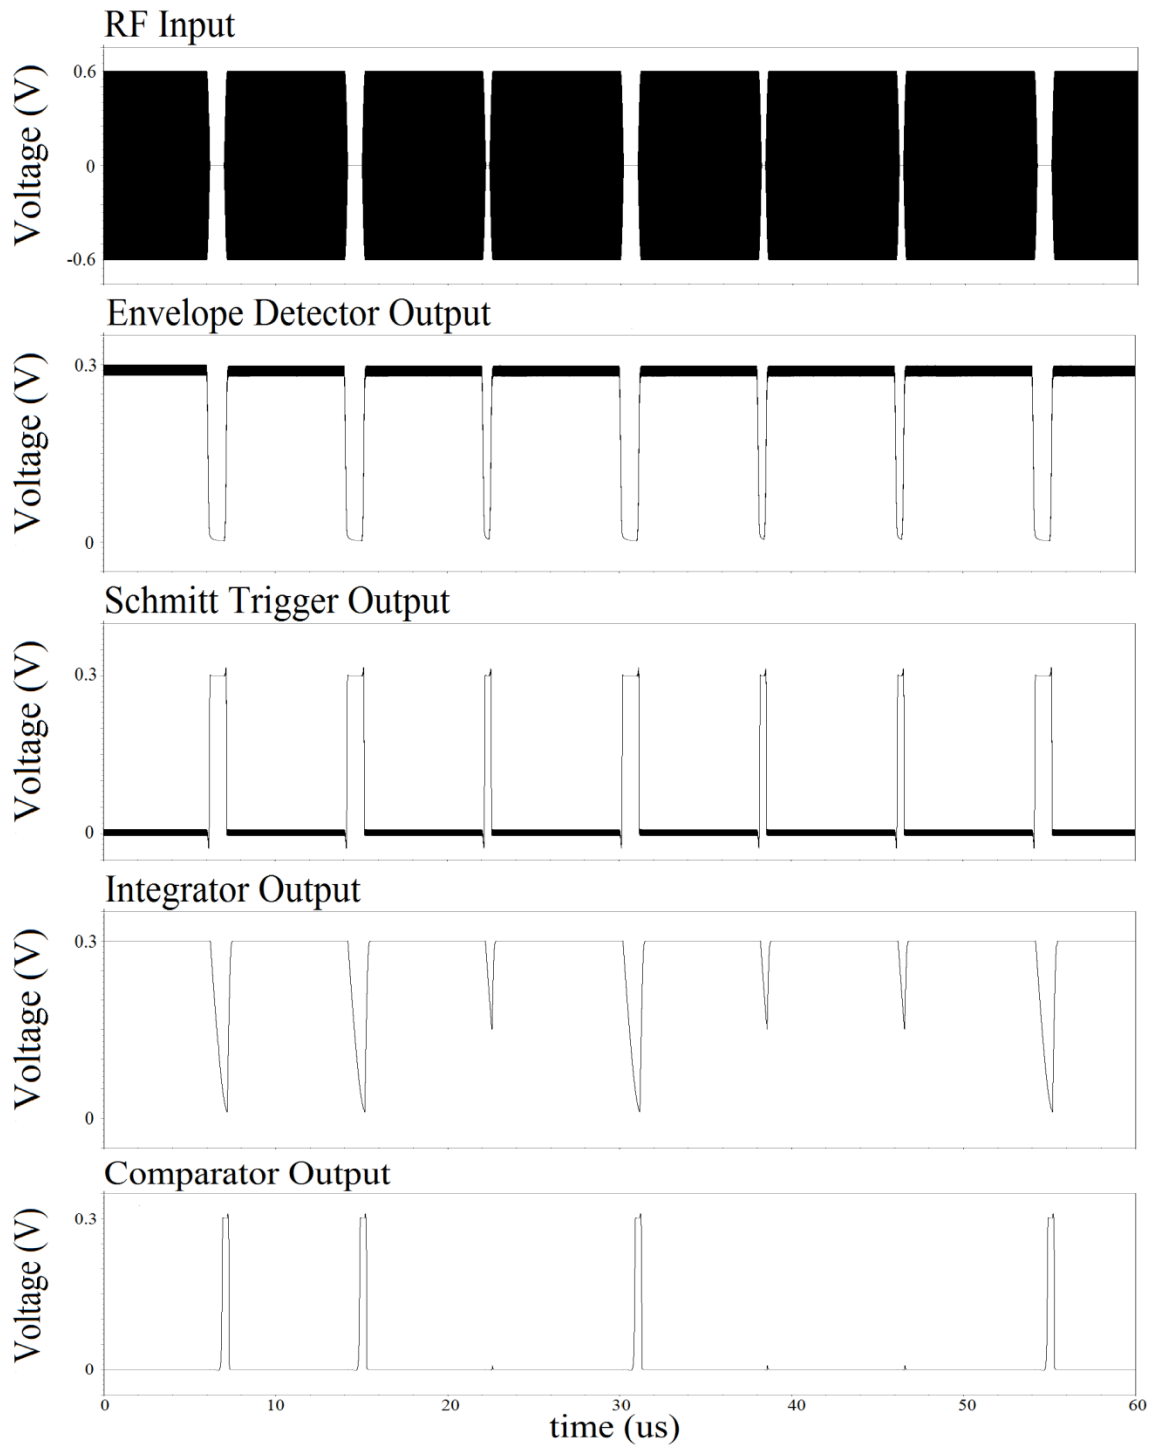 RF Input
Voltage (V)
0.6
0
-0.6
Envelope Detector Output
Voltage (V)
0.3
0
Schmitt Trigger Output
Voltage (V)
0.3
0
Integrator Output
Voltage (V)
0.3
0
Comparator Output
Voltage (V)
0.3
0
0 10 20 30 40 50 60
time (us)